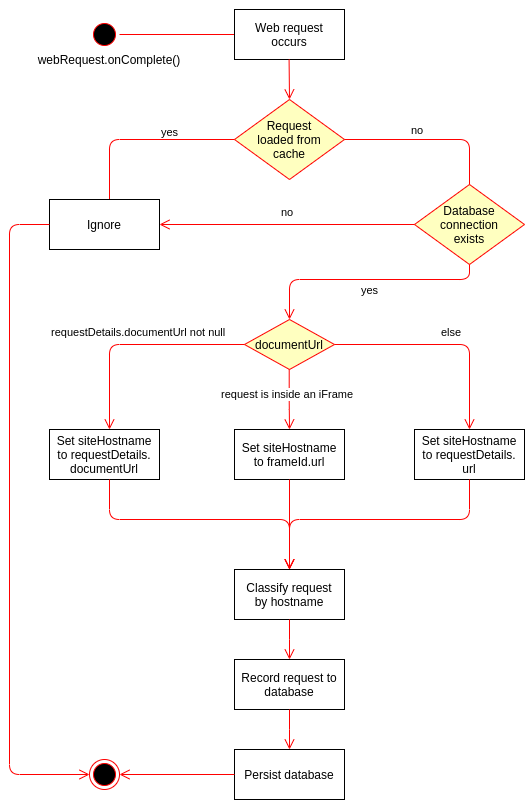 Web request
occurs
webRequest.onComplete()
Request
loaded from
cache
yes
no
Database
connection
exists
no
Ignore
yes
documentUrl
requestDetails.documentUrl not null
else
request is inside an iFrame
Set siteHostname
to requestDetails.
documentUrl
Set siteHostname
to frameId.url
Set siteHostname
to requestDetails.
url
Classify request
by hostname
Record request to
database
Persist database